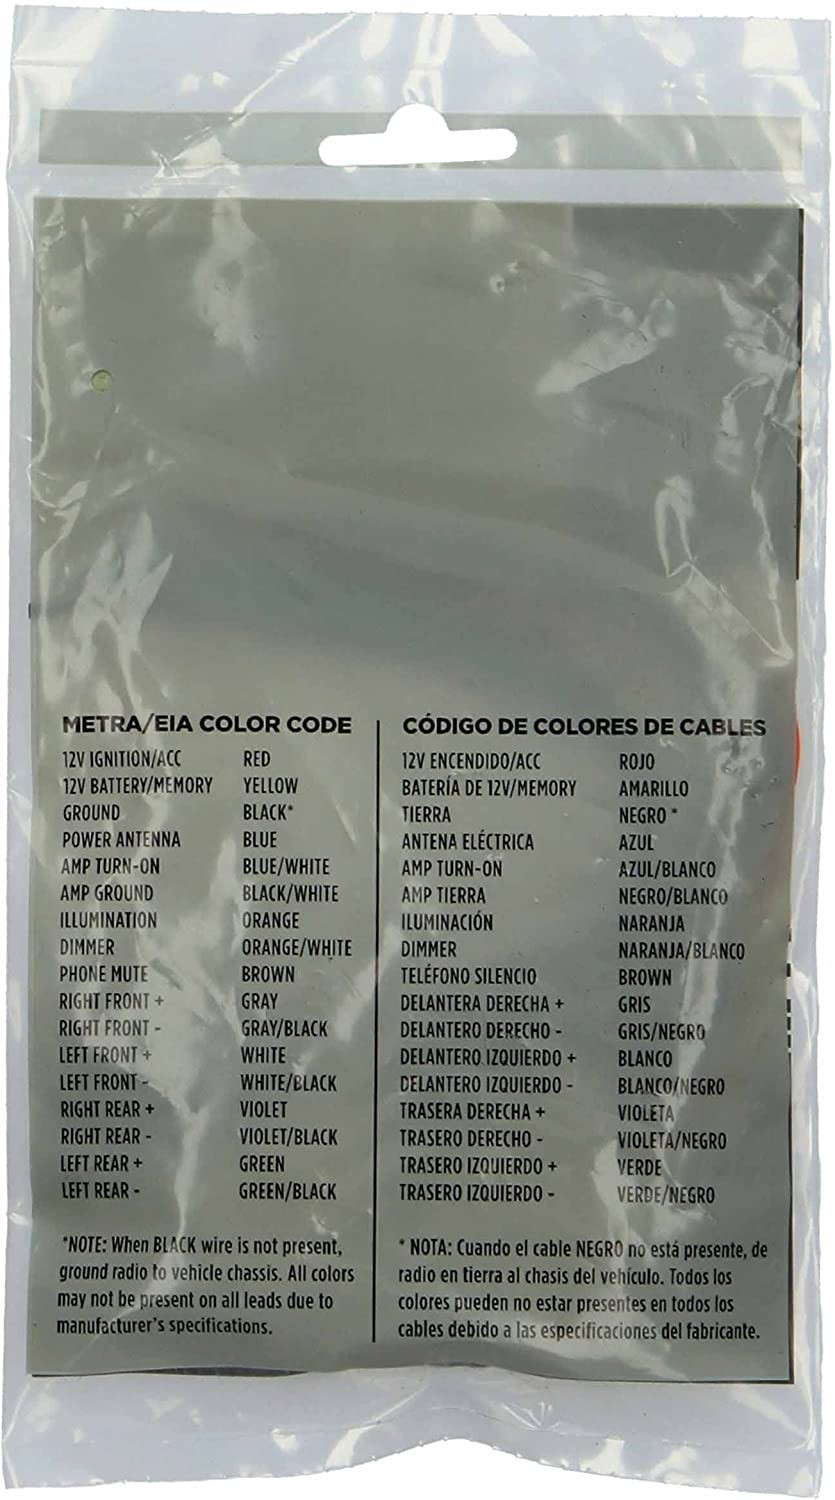 METRA/EIA COLOR CODE
12V IGNITION/ACC RED
12V BATTERY/MEMORY YELLOW
GROUND BLACK*
POWER ANTENNA BLUE
AMP TURN-ON BLUE/WHITE
AMP GROUND BLACK/WHITE
ILLUMINATION ORANGE
DIMMER ORANGE/WHITE
PHONE MUTE BROWN
RIGHT FRONT + GRAY
RIGHT FRONT - GRAY/BLACK
LEFT FRONT + WHITE
LEFT FRONT - WHITE/BLACK
RIGHT REAR + VIOLET
RIGHT REAR - VIOLET/BLACK
LEFT REAR + GREEN
LEFT REAR - GREEN/BLACK
*NOTE: When BLACK wire is not present,
ground radio to vehicle chassis. All colors
may not be present on all leads due to
manufacturer's specifications.
CÓDIGO DE COLORES DE CABLES
12V ENCENDIDO/ACC ROJO
BATERÍA DE 12V/MEMORY AMARILLO
TIERRA NEGRO *
ANTENA ELÉCTRICA AZUL
AMP TURN-ON AZUL/BLANCO
AMP TIERRA NEGRO/BLANCO
ILUMINACIÓN NARANJA
DIMMER NARANJA/BLANCO
TELÉFONO SILENCIO BROWN
DELANTERA DERECHA + GRIS
DELANTERO DERECHO - GRIS/NEGRO
DELANTERO IZQUIERDO + BLANCO
DELANTERO IZQUIERDO - BLANCO/NEGRO
TRASERA DERECHA + VIOLETA
TRASERO DERECHO - VIOLETA/NEGRO
TRASERO IZQUIERDO + VERDE
TRASERO IZQUIERDO - VERDE/NEGRO
* NOTA: Cuando el cable NEGRO no está presente, de
radio en tierra al chasis del vehículo. Todos los
colores pueden no estar presentes en todos los
cables debido a las especificaciones del fabricante.